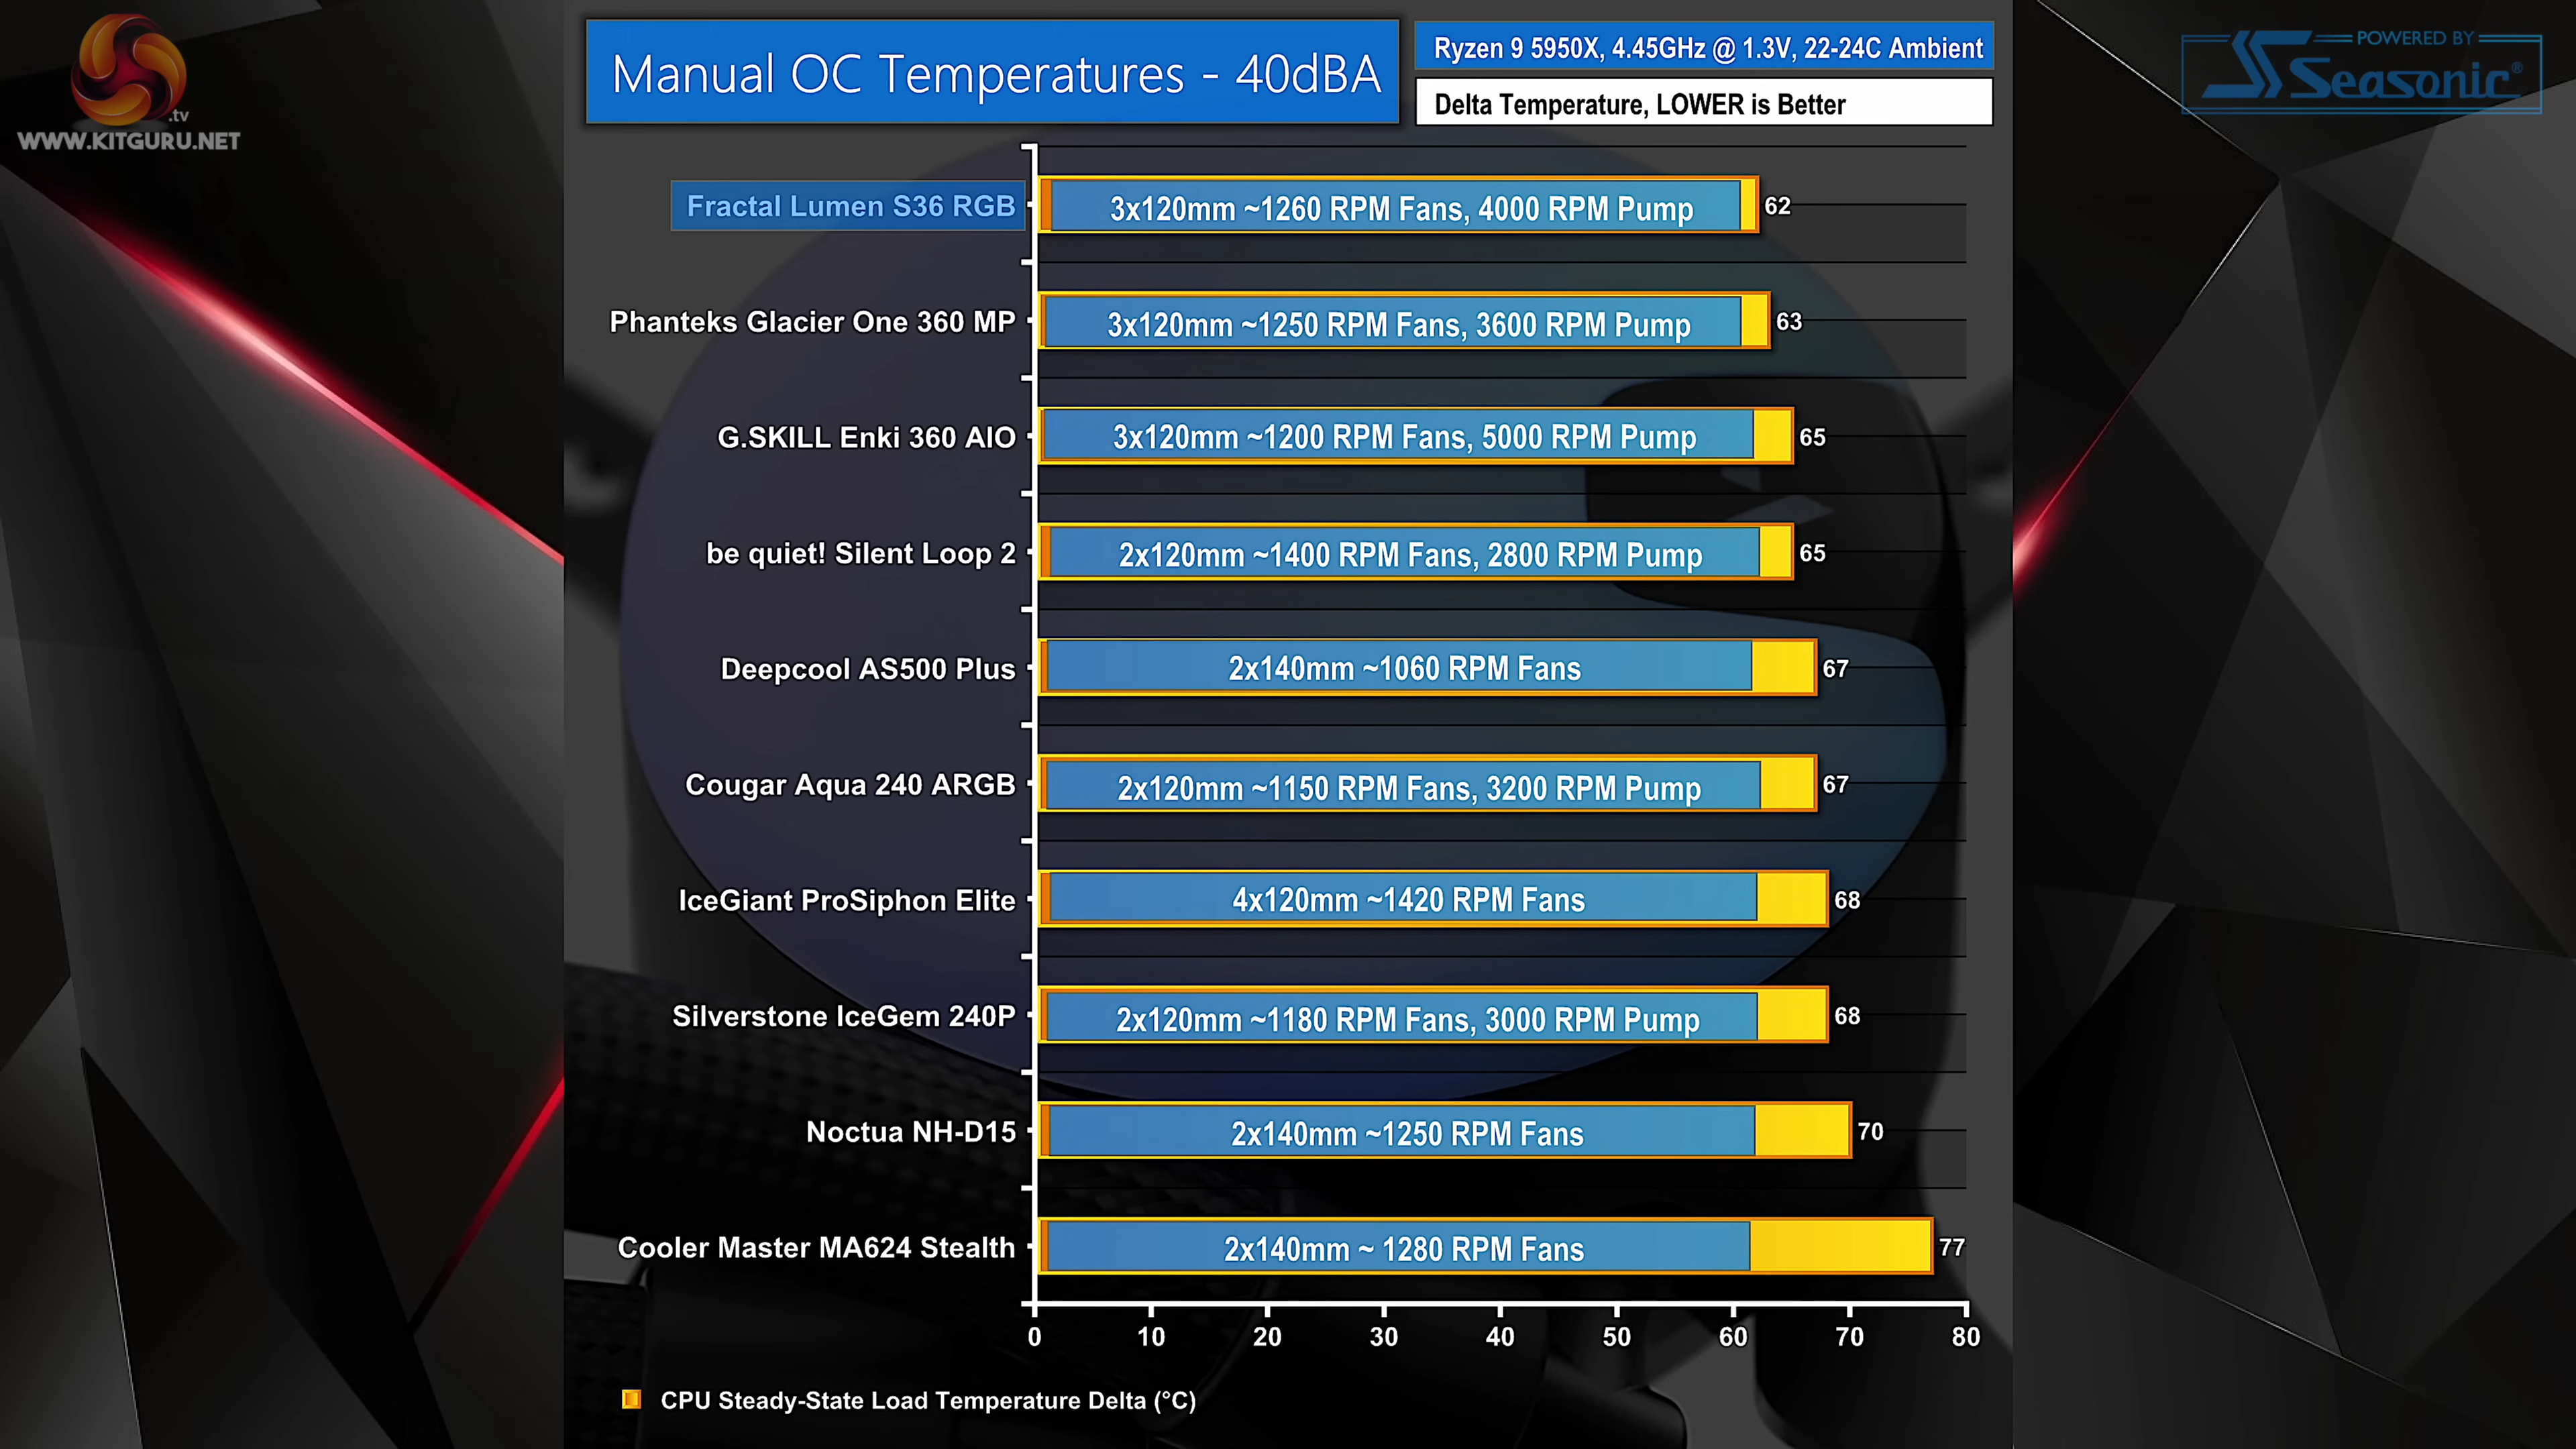 .tv
WWW.KITGURU.NET
Manual OC Temperatures - 40dBA
Ryzen 9 5950X, 4.45GHz @ 1.3V, 22-24C Ambient
Delta Temperature, LOWER is Better
POWERED BY
Seasonic®
Fractal Lumen S36 RGB 3x120mm ~1260 RPM Fans, 4000 RPM Pump 62
Phanteks Glacier One 360 MP 3x120mm ~1250 RPM Fans, 3600 RPM Pump 63
G.SKILL Enki 360 AIO 3x120mm ~1200 RPM Fans, 5000 RPM Pump 65
be quiet! Silent Loop 2 2x120mm ~1400 RPM Fans, 2800 RPM Pump 65
Deepcool AS500 Plus 2x140mm ~1060 RPM Fans 67
Cougar Aqua 240 ARGB 2x120mm ~1150 RPM Fans, 3200 RPM Pump 67
IceGiant ProSiphon Elite 4x120mm ~1420 RPM Fans 68
Silverstone IceGem 240P 2x120mm ~1180 RPM Fans, 3000 RPM Pump 68
Noctua NH-D15 2x140mm ~1250 RPM Fans 70
Cooler Master MA624 Stealth 2x140mm ~ 1280 RPM Fans 77
0 10 20 30 40 50 60 70 80
CPU Steady-State Load Temperature Delta (°C)